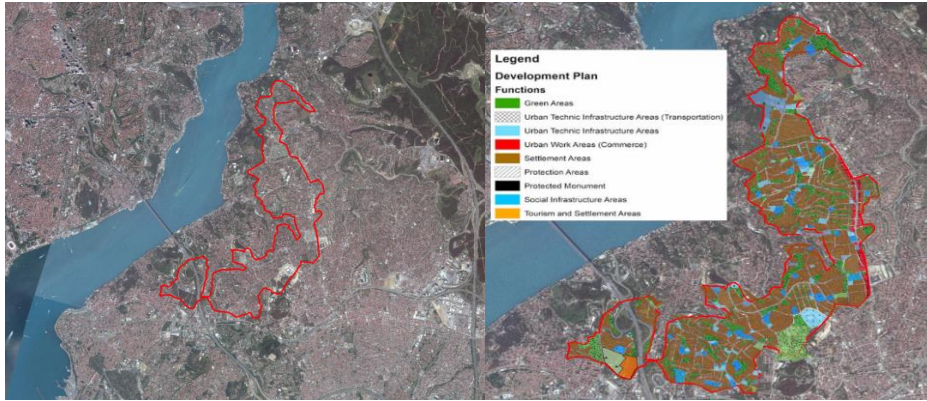 Legend
Development Plan
Functions
Green Areas
Urban Technic Infrastructure Areas (Transportation)
Urban Technic Infrastructure Areas
Urban Work Areas (Commerce)
Settlement Areas
Protection Areas
Protected Monument
Social Infrastructure Areas
Tourism and Settlement Areas